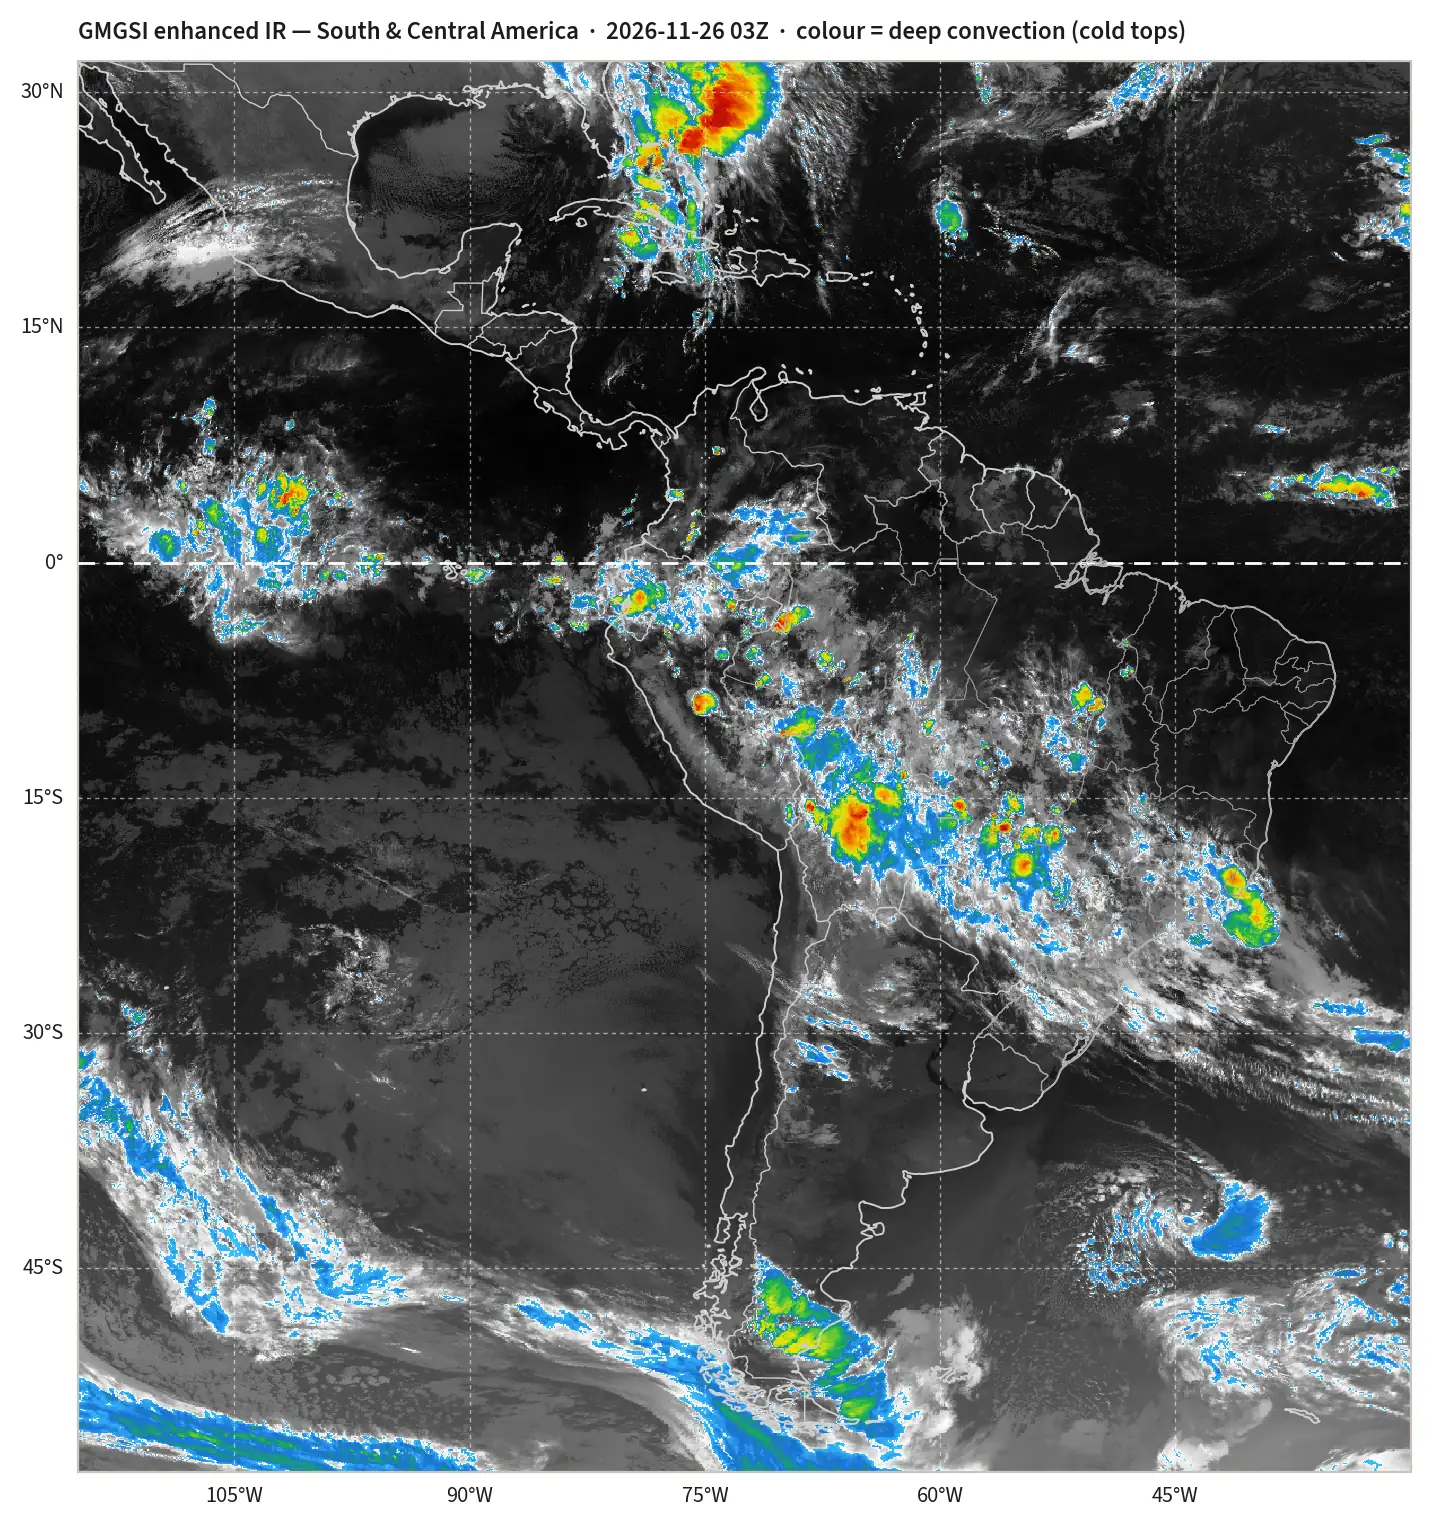 GMGSI enhanced IR — South & Central America · 2026-11-26 03Z · colour = deep convection (cold tops)
30°N
15°N
0°
15°S
30°S
45°S
105°W
90°W
75°W
60°W
45°W